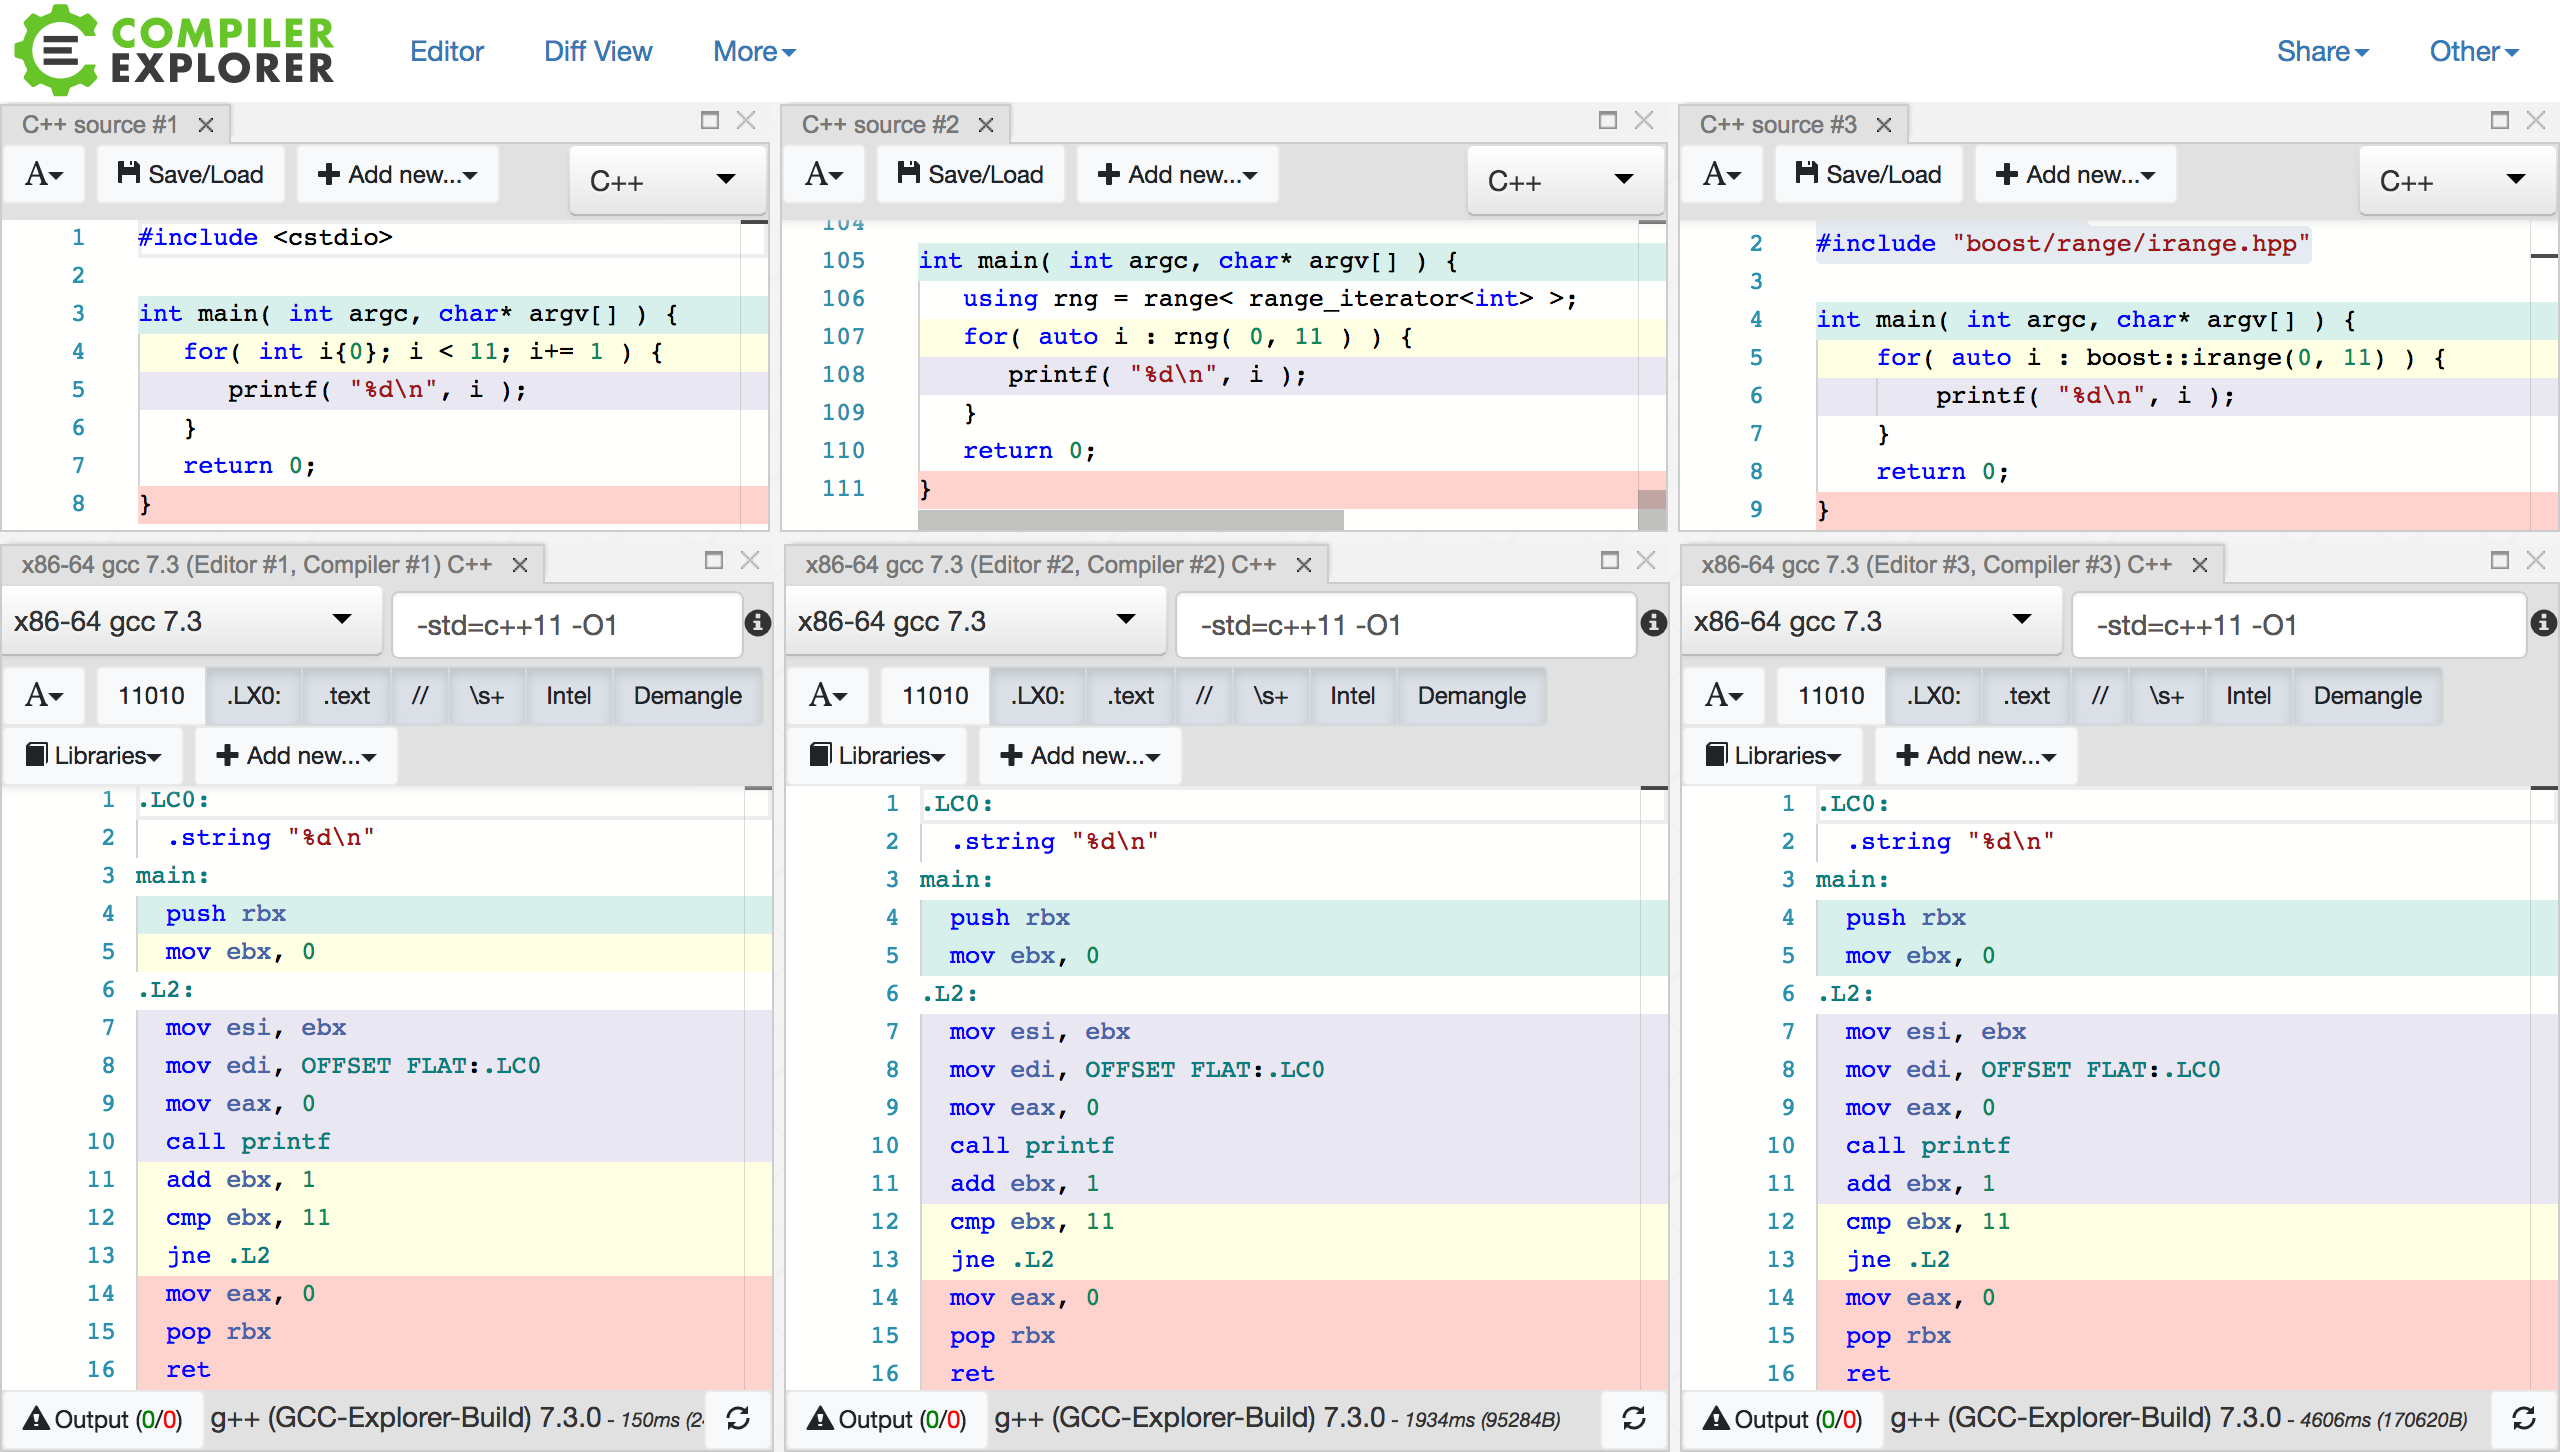 COMPILER
EXPLORER
Editor
Diff View
More
Share
Other
C++ source #1
A
Save/Load
Add new...
C++
1 #include <cstdio>
2
3 int main( int argc, char* argv[] ) {
4 for( int i{0}; i < 11; i+= 1 ) {
5 printf( "%d\n", i );
6 }
7 return 0;
8 }
C++ source #2
A
Save/Load
Add new...
C++
104
105 int main( int argc, char* argv[] ) {
106 using rng = range< range_iterator<int> >;
107 for( auto i : rng( 0, 11 ) ) {
108 printf( "%d\n", i );
109 }
110 return 0;
111 }
C++ source #3
A
Save/Load
Add new...
C++
2 #include "boost/range/irange.hpp"
3
4 int main( int argc, char* argv[] ) {
5 for( auto i : boost::irange(0, 11) ) {
6 printf( "%d\n", i );
7 }
8 return 0;
9 }
x86-64 gcc 7.3 (Editor #1, Compiler #1) C++
x86-64 gcc 7.3
-std=c++11 -O1
A 11010 .LX0: .text // \s+ Intel Demangle
Libraries
Add new...
1 .LC0:
2 .string "%d\n"
3 main:
4 push rbx
5 mov ebx, 0
6 .L2:
7 mov esi, ebx
8 mov edi, OFFSET FLAT:.LC0
9 mov eax, 0
10 call printf
11 add ebx, 1
12 cmp ebx, 11
13 jne .L2
14 mov eax, 0
15 pop rbx
16 ret
Output (0/0) g++ (GCC-Explorer-Build) 7.3.0 - 150ms
x86-64 gcc 7.3 (Editor #2, Compiler #2) C++
x86-64 gcc 7.3
-std=c++11 -O1
A 11010 .LX0: .text // \s+ Intel Demangle
Libraries
Add new...
1 .LC0:
2 .string "%d\n"
3 main:
4 push rbx
5 mov ebx, 0
6 .L2:
7 mov esi, ebx
8 mov edi, OFFSET FLAT:.LC0
9 mov eax, 0
10 call printf
11 add ebx, 1
12 cmp ebx, 11
13 jne .L2
14 mov eax, 0
15 pop rbx
16 ret
Output (0/0) g++ (GCC-Explorer-Build) 7.3.0 - 1934ms (95284B)
x86-64 gcc 7.3 (Editor #3, Compiler #3) C++
x86-64 gcc 7.3
-std=c++11 -O1
A 11010 .LX0: .text // \s+ Intel Demangle
Libraries
Add new...
1 .LC0:
2 .string "%d\n"
3 main:
4 push rbx
5 mov ebx, 0
6 .L2:
7 mov esi, ebx
8 mov edi, OFFSET FLAT:.LC0
9 mov eax, 0
10 call printf
11 add ebx, 1
12 cmp ebx, 11
13 jne .L2
14 mov eax, 0
15 pop rbx
16 ret
Output (0/0) g++ (GCC-Explorer-Build) 7.3.0 - 4606ms (170620B)